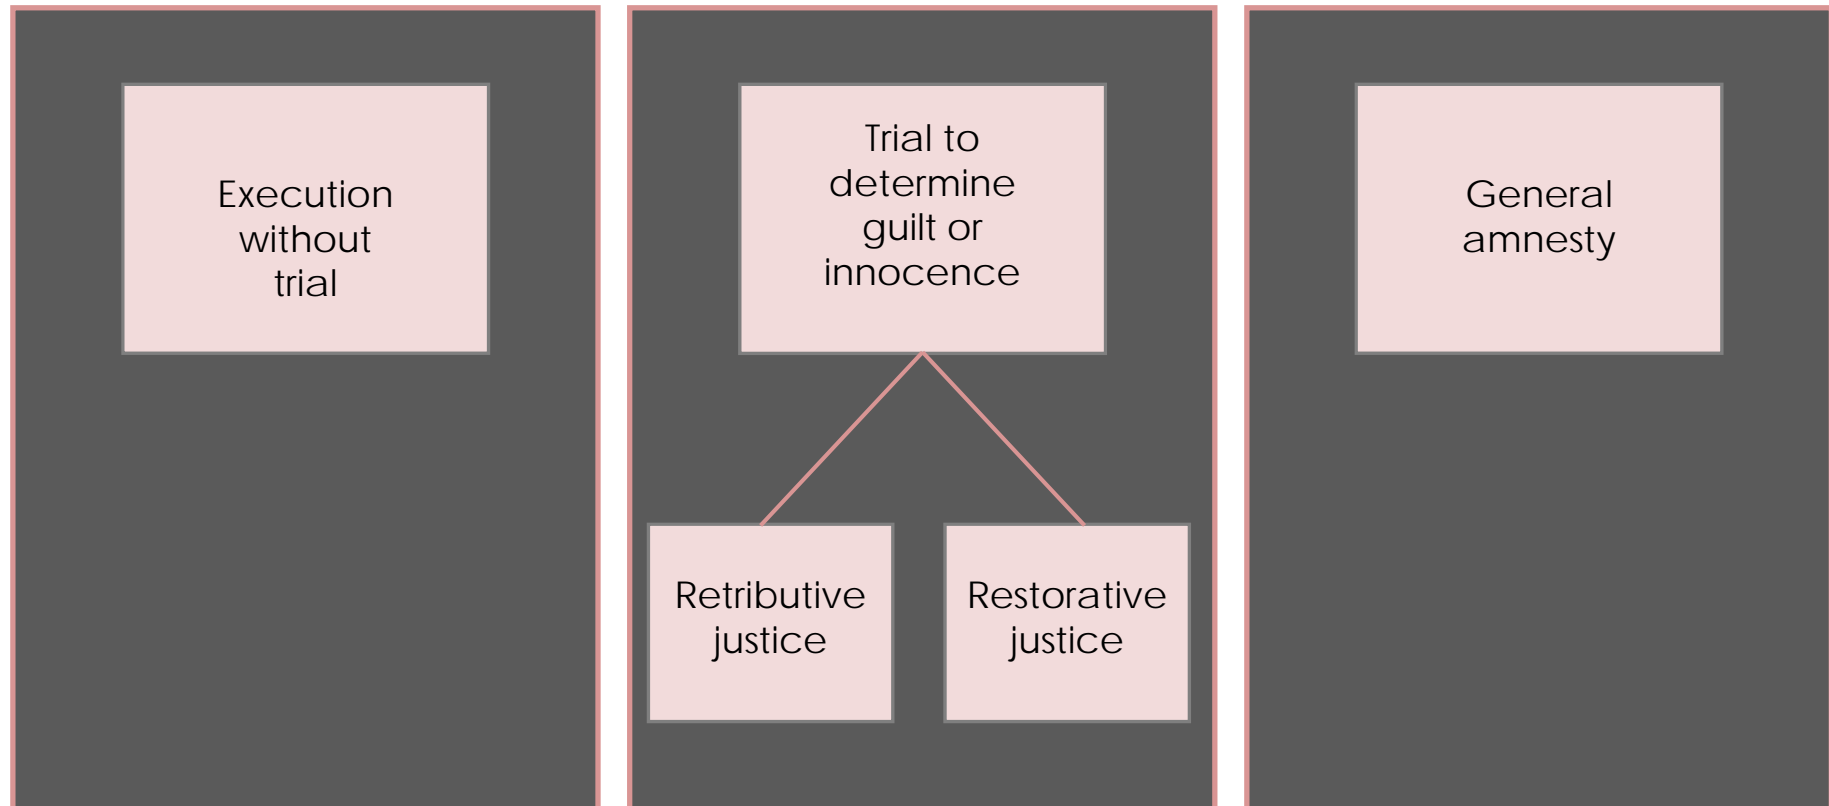 Execution
without
trial
Trial to
determine
guilt or
innocence
General
amnesty
Retributive
justice
Restorative
justice